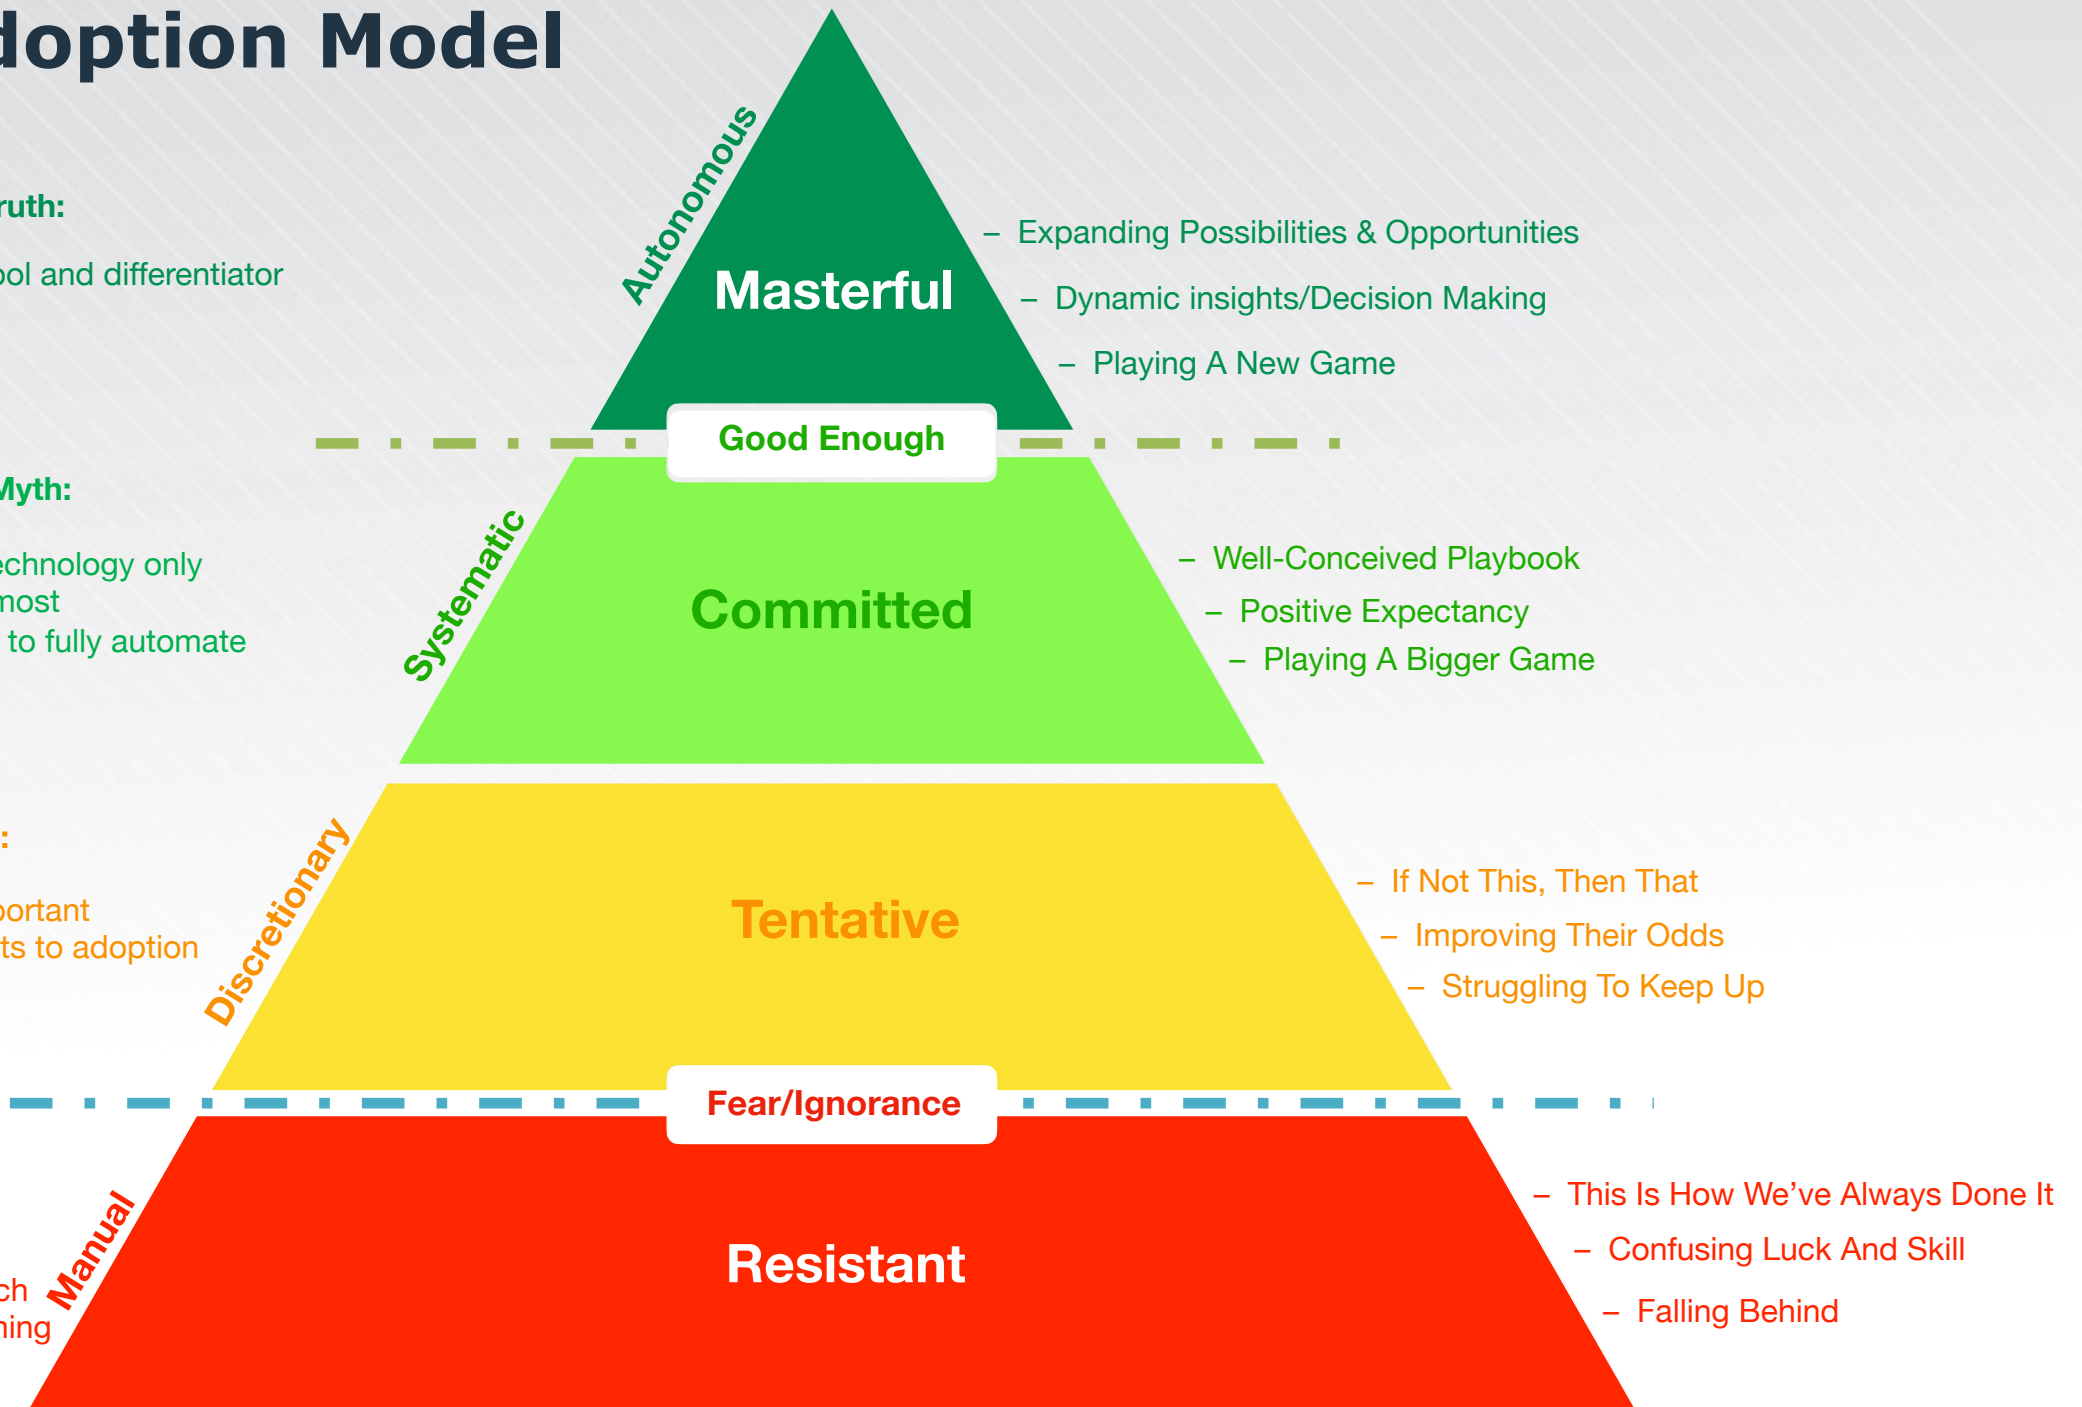 doption Model
Autonomous
ruth:
ool and differentiator
Masterful
– Expanding Possibilities & Opportunities
– Dynamic insights/Decision Making
– Playing A New Game
Good Enough
Myth:
echnology only
most
to fully automate
Systematic
Committed
– Well-Conceived Playbook
– Positive Expectancy
– Playing A Bigger Game
:
portant
ts to adoption
Discretionary
Tentative
– If Not This, Then That
– Improving Their Odds
– Struggling To Keep Up
Fear/Ignorance
Manual
ch
ning
Resistant
– This Is How We’ve Always Done It
– Confusing Luck And Skill
– Falling Behind